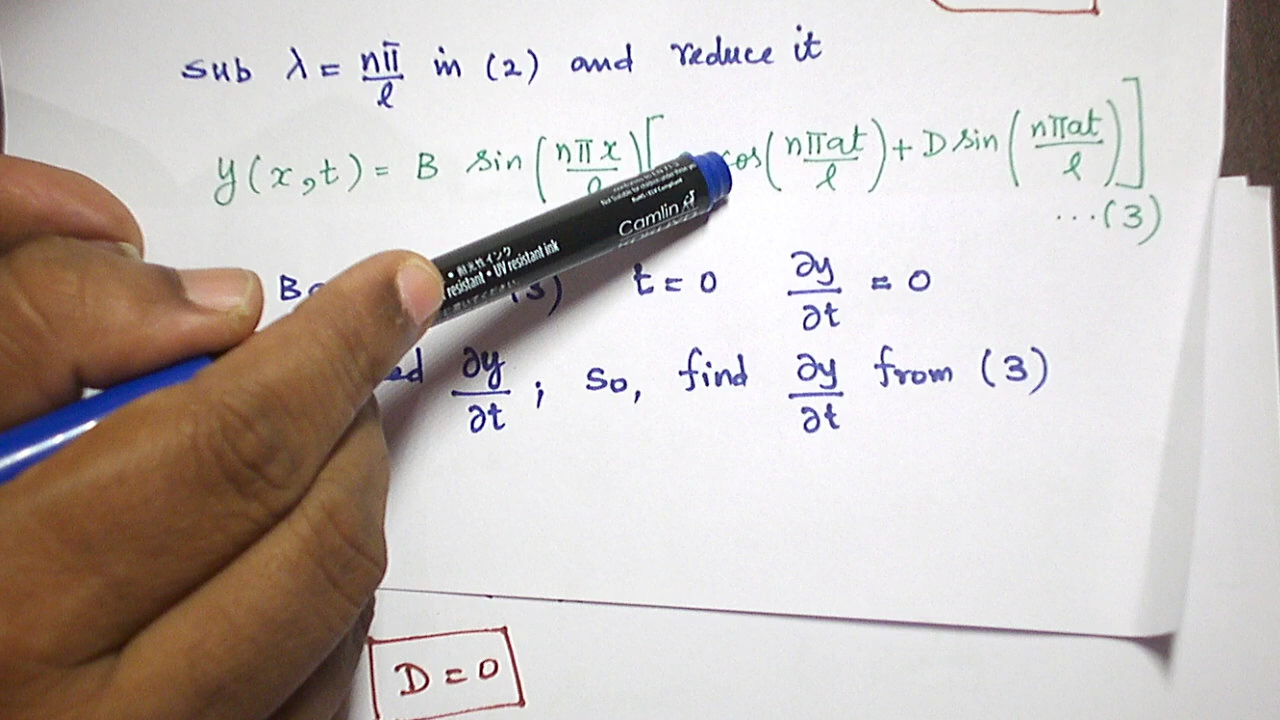 sub λ = nπ/l in (2) and reduce it
y(x,t) = B sin(nπx/l)[ cos(nπat/l) + D sin(nπat/l)]
...(3)
Camlin
• UV resistant ink
t = 0 ∂y/∂t = 0
∂y/∂t ; so, find ∂y/∂t from (3)
D = 0